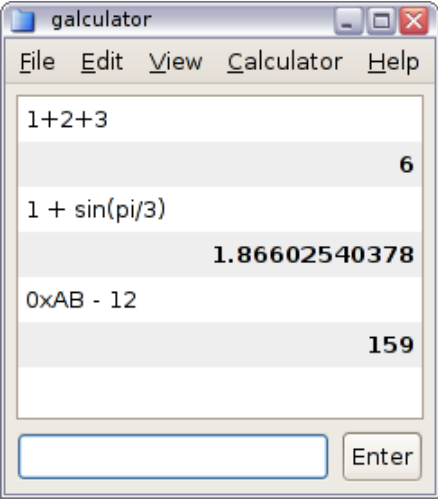 galculator
File Edit View Calculator Help
1+2+3
6
1 + sin(pi/3)
1.86602540378
0xAB - 12
159
Enter